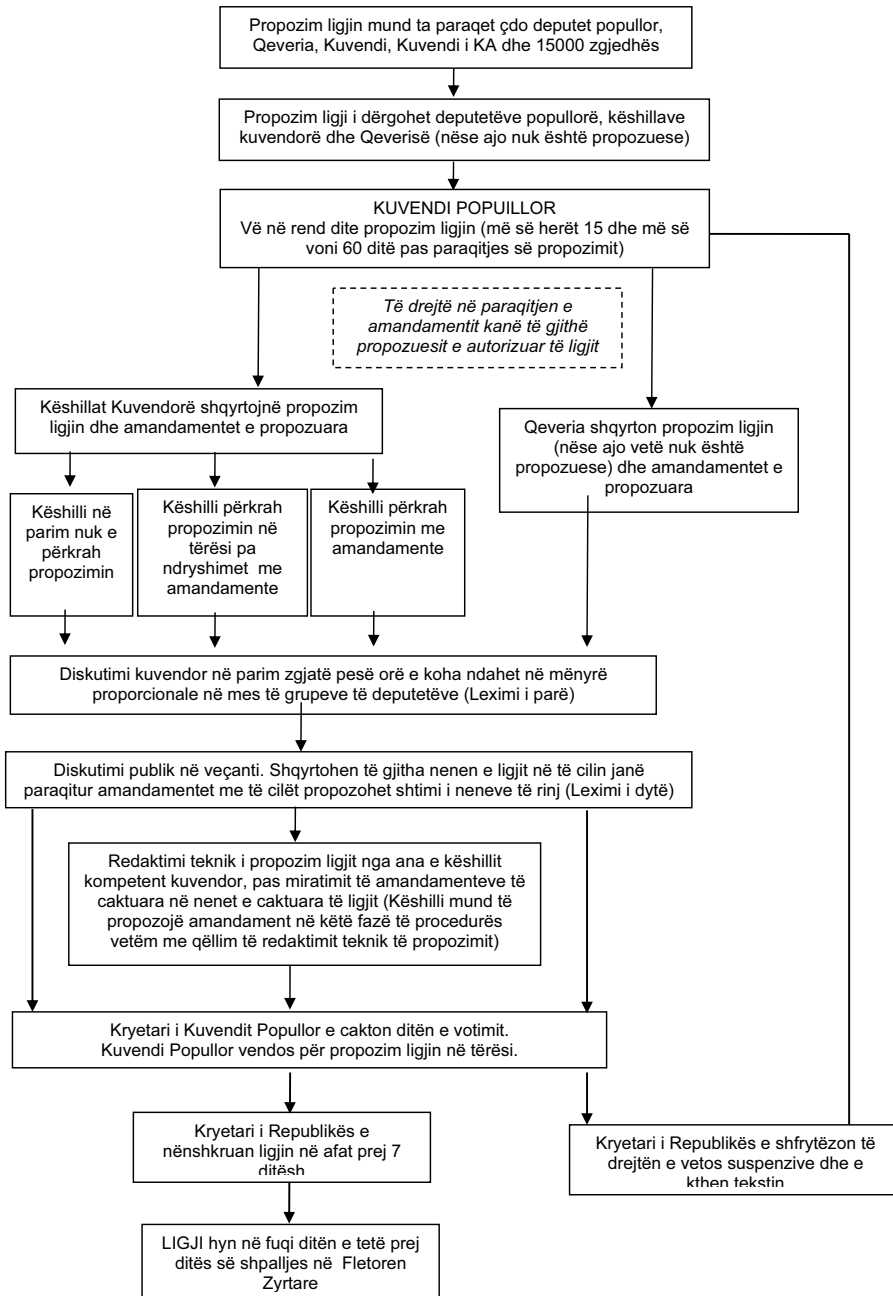 Propozim ligjin mund ta paraqet çdo deputet popullor,
Qeveria, Kuvendi, Kuvendi i KA dhe 15000 zgjedhës
Propozim ligji i dërgohet deputetëve popullorë, këshillave
kuvendorë dhe Qeverisë (nëse ajo nuk është propozuese)
KUVENDI POPUILLOR
Vë në rend dite propozim ligjin (më së herët 15 dhe më së
voni 60 ditë pas paraqitjes së propozimit)
Të drejtë në paraqitjen e
amandamentit kanë të gjithë
propozuesit e autorizuar të ligjit
Këshillat Kuvendorë shqyrtojnë propozim
ligjin dhe amandamentet e propozuara
Qeveria shqyrton propozim ligjin
(nëse ajo vetë nuk është
propozuese) dhe amandamentet e
propozuara
Këshilli në
parim nuk e
përkrah
propozimin
Këshilli përkrah
propozimin në
tërësi pa
ndryshimet me
amandamente
Këshilli përkrah
propozimin me
amandamente
Diskutimi kuvendor në parim zgjatë pesë orë e koha ndahet në mënyrë
proporcionale në mes të grupeve të deputetëve (Leximi i parë)
Diskutimi publik në veçanti. Shqyrtohen të gjitha nenen e ligjit në të cilin janë
paraqitur amandamentet me të cilët propozohet shtimi i neneve të rinj (Leximi i dytë)
Redaktimi teknik i propozim ligjit nga ana e këshillit
kompetent kuvendor, pas miratimit të amandamenteve të
caktuara në nenet e caktuara të ligjit (Këshilli mund të
propozojë amandament në këtë fazë të procedurës
vetëm me qëllim të redaktimit teknik të propozimit)
Kryetari i Kuvendit Popullor e cakton ditën e votimit.
Kuvendi Popullor vendos për propozim ligjin në tërësi.
Kryetari i Republikës e
nënshkruan ligjin në afat prej 7
ditësh
Kryetari i Republikës e shfrytëzon të
drejtën e vetos suspenzive dhe e
kthen tekstin
LIGJI hyn në fuqi ditën e tetë prej
ditës së shpalljes në Fletoren
Zyrtare